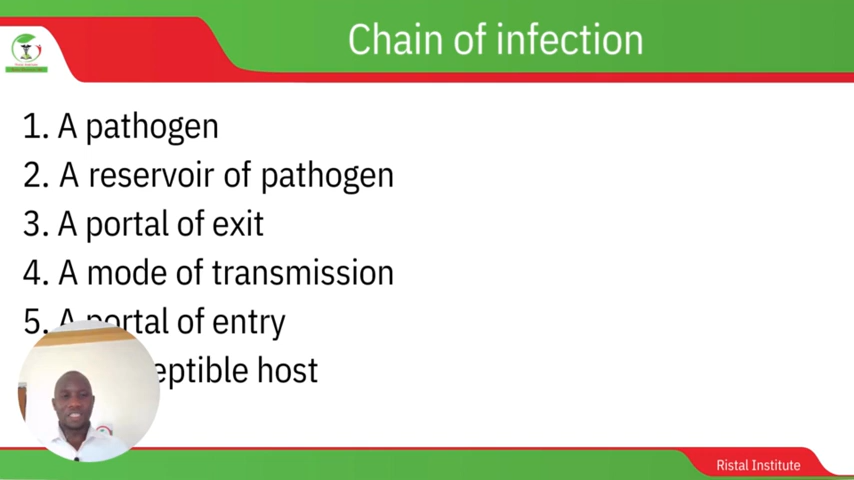 Chain of infection
1. A pathogen
2. A reservoir of pathogen
3. A portal of exit
4. A mode of transmission
5. A portal of entry
host
Ristal Institute